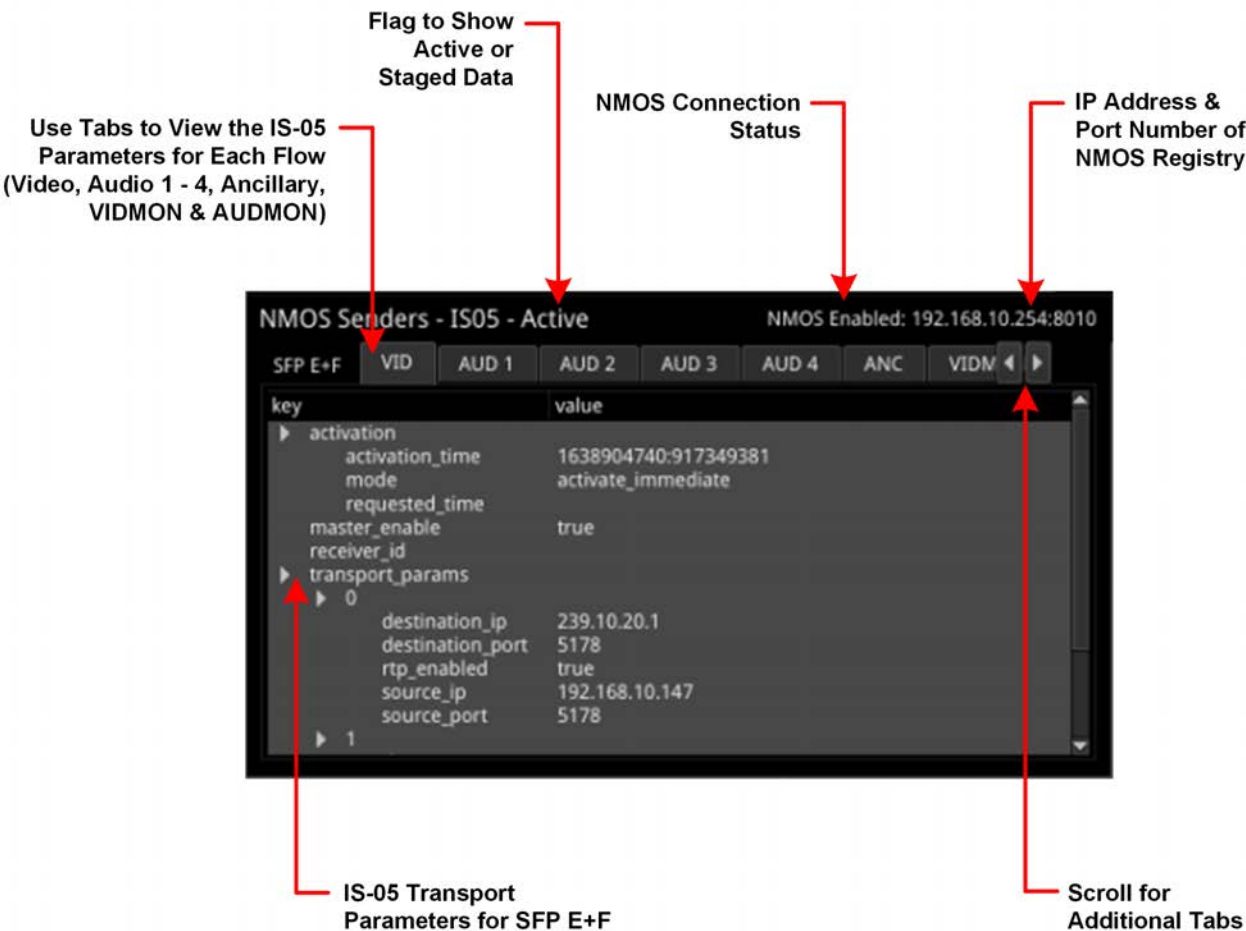 Flag to Show
Active or
Staged Data
NMOS Connection
Status
IP Address &
Port Number of
NMOS Registry
Use Tabs to View the IS-05
Parameters for Each Flow
(Video, Audio 1 - 4, Ancillary,
VIDMON & AUDMON)
NMOS Senders - IS05 - Active
NMOS Enabled: 192.168.10.254:8010
SFP E+F VID AUD 1 AUD 2 AUD 3 AUD 4 ANC VIDM
key value
activation
activation_time 1638904740:917349381
mode activate_immediate
requested_time
master_enable true
receiver_id
transport_params
0
destination_ip 239.10.20.1
destination_port 5178
rtp_enabled true
source_ip 192.168.10.147
source_port 5178
1
IS-05 Transport
Parameters for SFP E+F
Scroll for
Additional Tabs